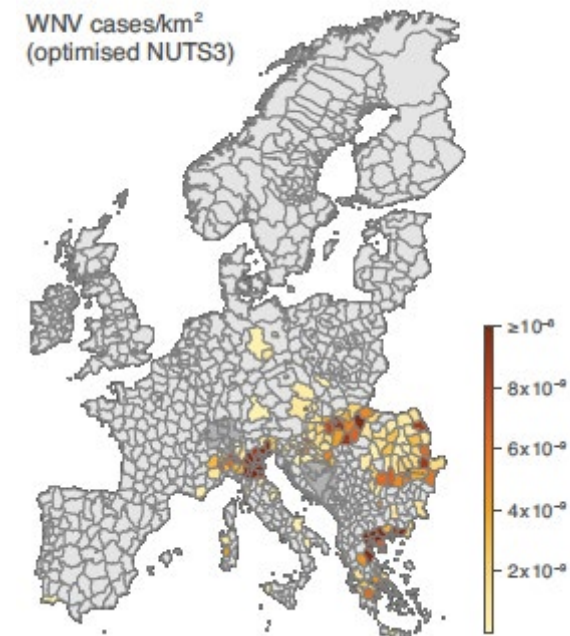 WNV cases/km²
(optimised NUTS3)
≥10⁻⁸
8x10⁻⁹
6x10⁻⁹
4x10⁻⁹
2x10⁻⁹